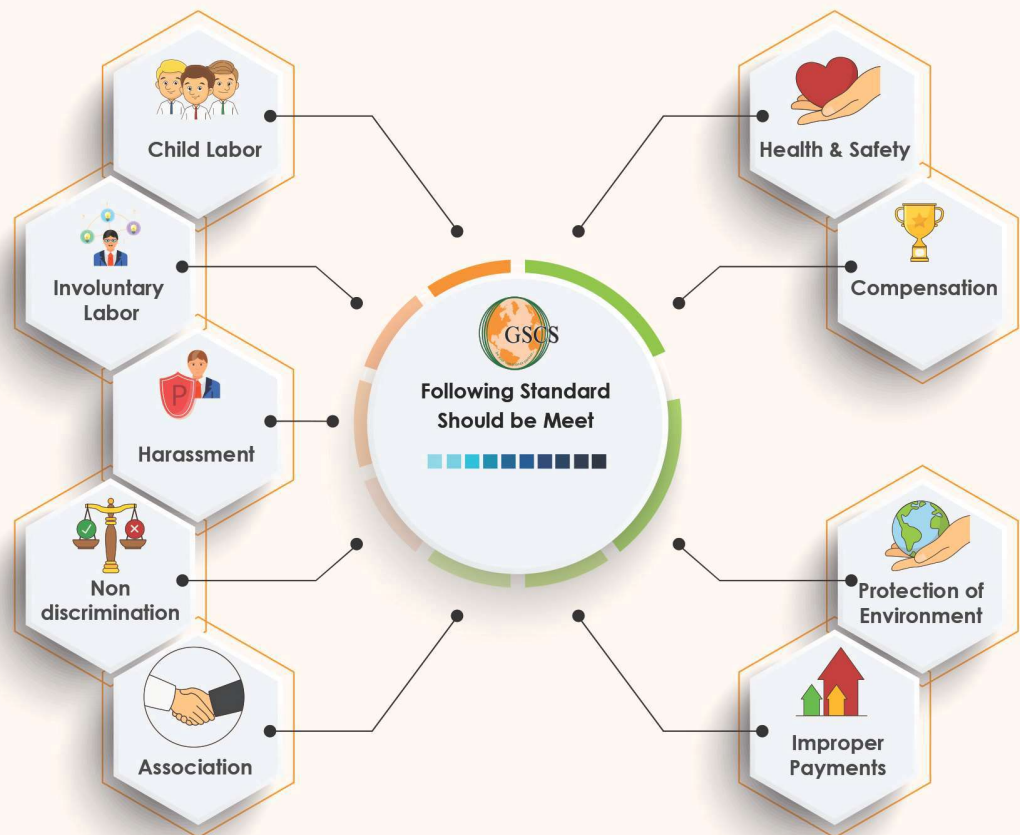 Child Labor
Involuntary
Labor
Harassment
Non
discrimination
Association
GSCS
Following Standard
Should be Meet
Health & Safety
Compensation
Protection of
Environment
Improper
Payments
P